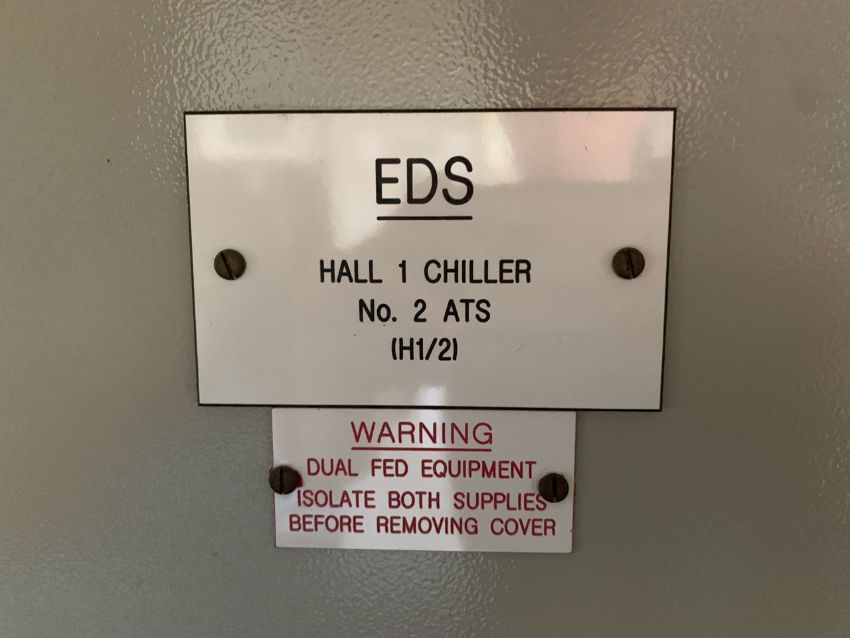 EDS
HALL 1 CHILLER
No. 2 ATS
(H1/2)
WARNING
DUAL FED EQUIPMENT
ISOLATE BOTH SUPPLIES
BEFORE REMOVING COVER